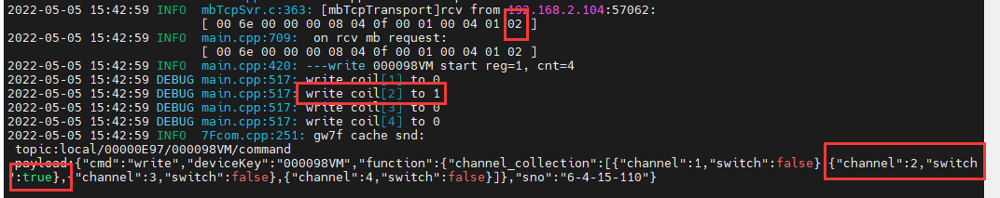 2022-05-05 15:42:59 INFO mbTcpSvr.c:363: [mbTcpTransport]rcv from 192.168.2.104:57062:
[ 00 6e 00 00 00 08 04 0f 00 01 00 04 01 02 ]
2022-05-05 15:42:59 INFO main.cpp:709: on rcv mb request:
[ 00 6e 00 00 00 08 04 0f 00 01 00 04 01 02 ]
2022-05-05 15:42:59 INFO main.cpp:420: ---write 000098VM start reg=1, cnt=4
2022-05-05 15:42:59 DEBUG main.cpp:517: write coil[1] to 0
2022-05-05 15:42:59 DEBUG main.cpp:517: write coil[2] to 1
2022-05-05 15:42:59 DEBUG main.cpp:517: write coil[3] to 0
2022-05-05 15:42:59 DEBUG main.cpp:517: write coil[4] to 0
2022-05-05 15:42:59 INFO 7Fcom.cpp:251: gw7f cache snd:
topic:local/00000E97/000098VM/command
payload:{"cmd":"write","deviceKey":"000098VM","function":{"channel_collection":[{"channel":1,"switch":false},{"channel":2,"switch
":true},{"channel":3,"switch":false},{"channel":4,"switch":false}]},"sno":"6-4-15-110"}